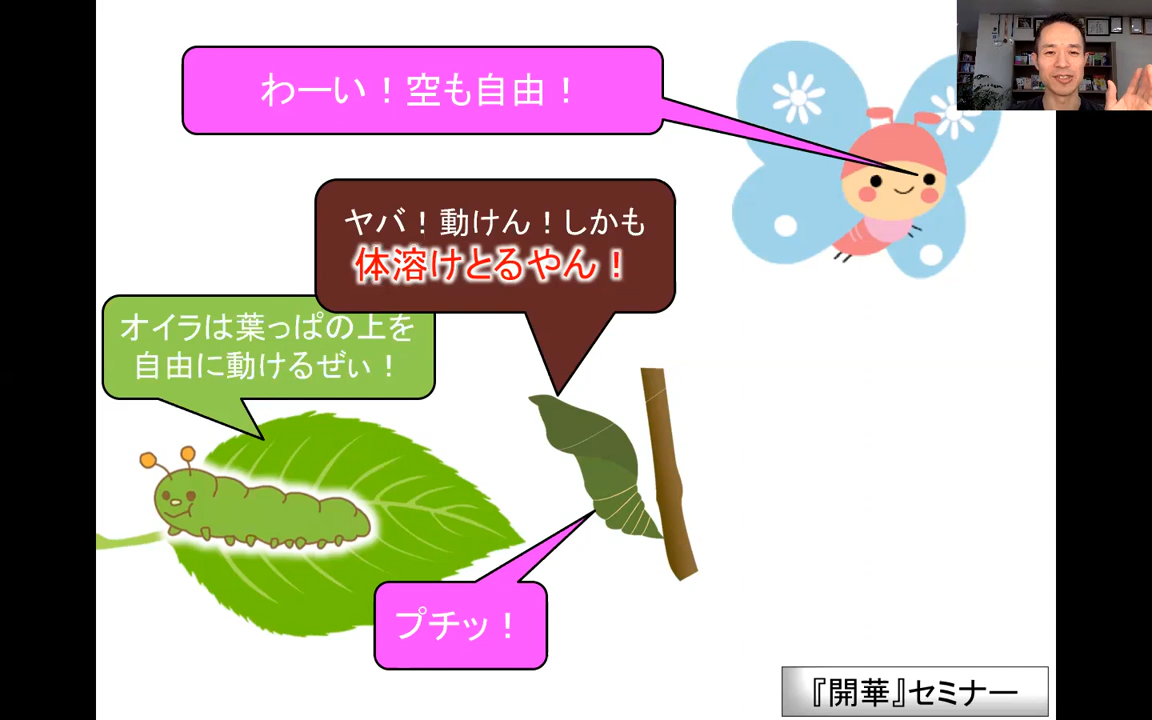 わーい！空も自由！
ヤバ！動けん！しかも
体溶けとるやん！
オイラは葉っぱの上を
自由に動けるぜぃ！
プチッ！
『開華』セミナー